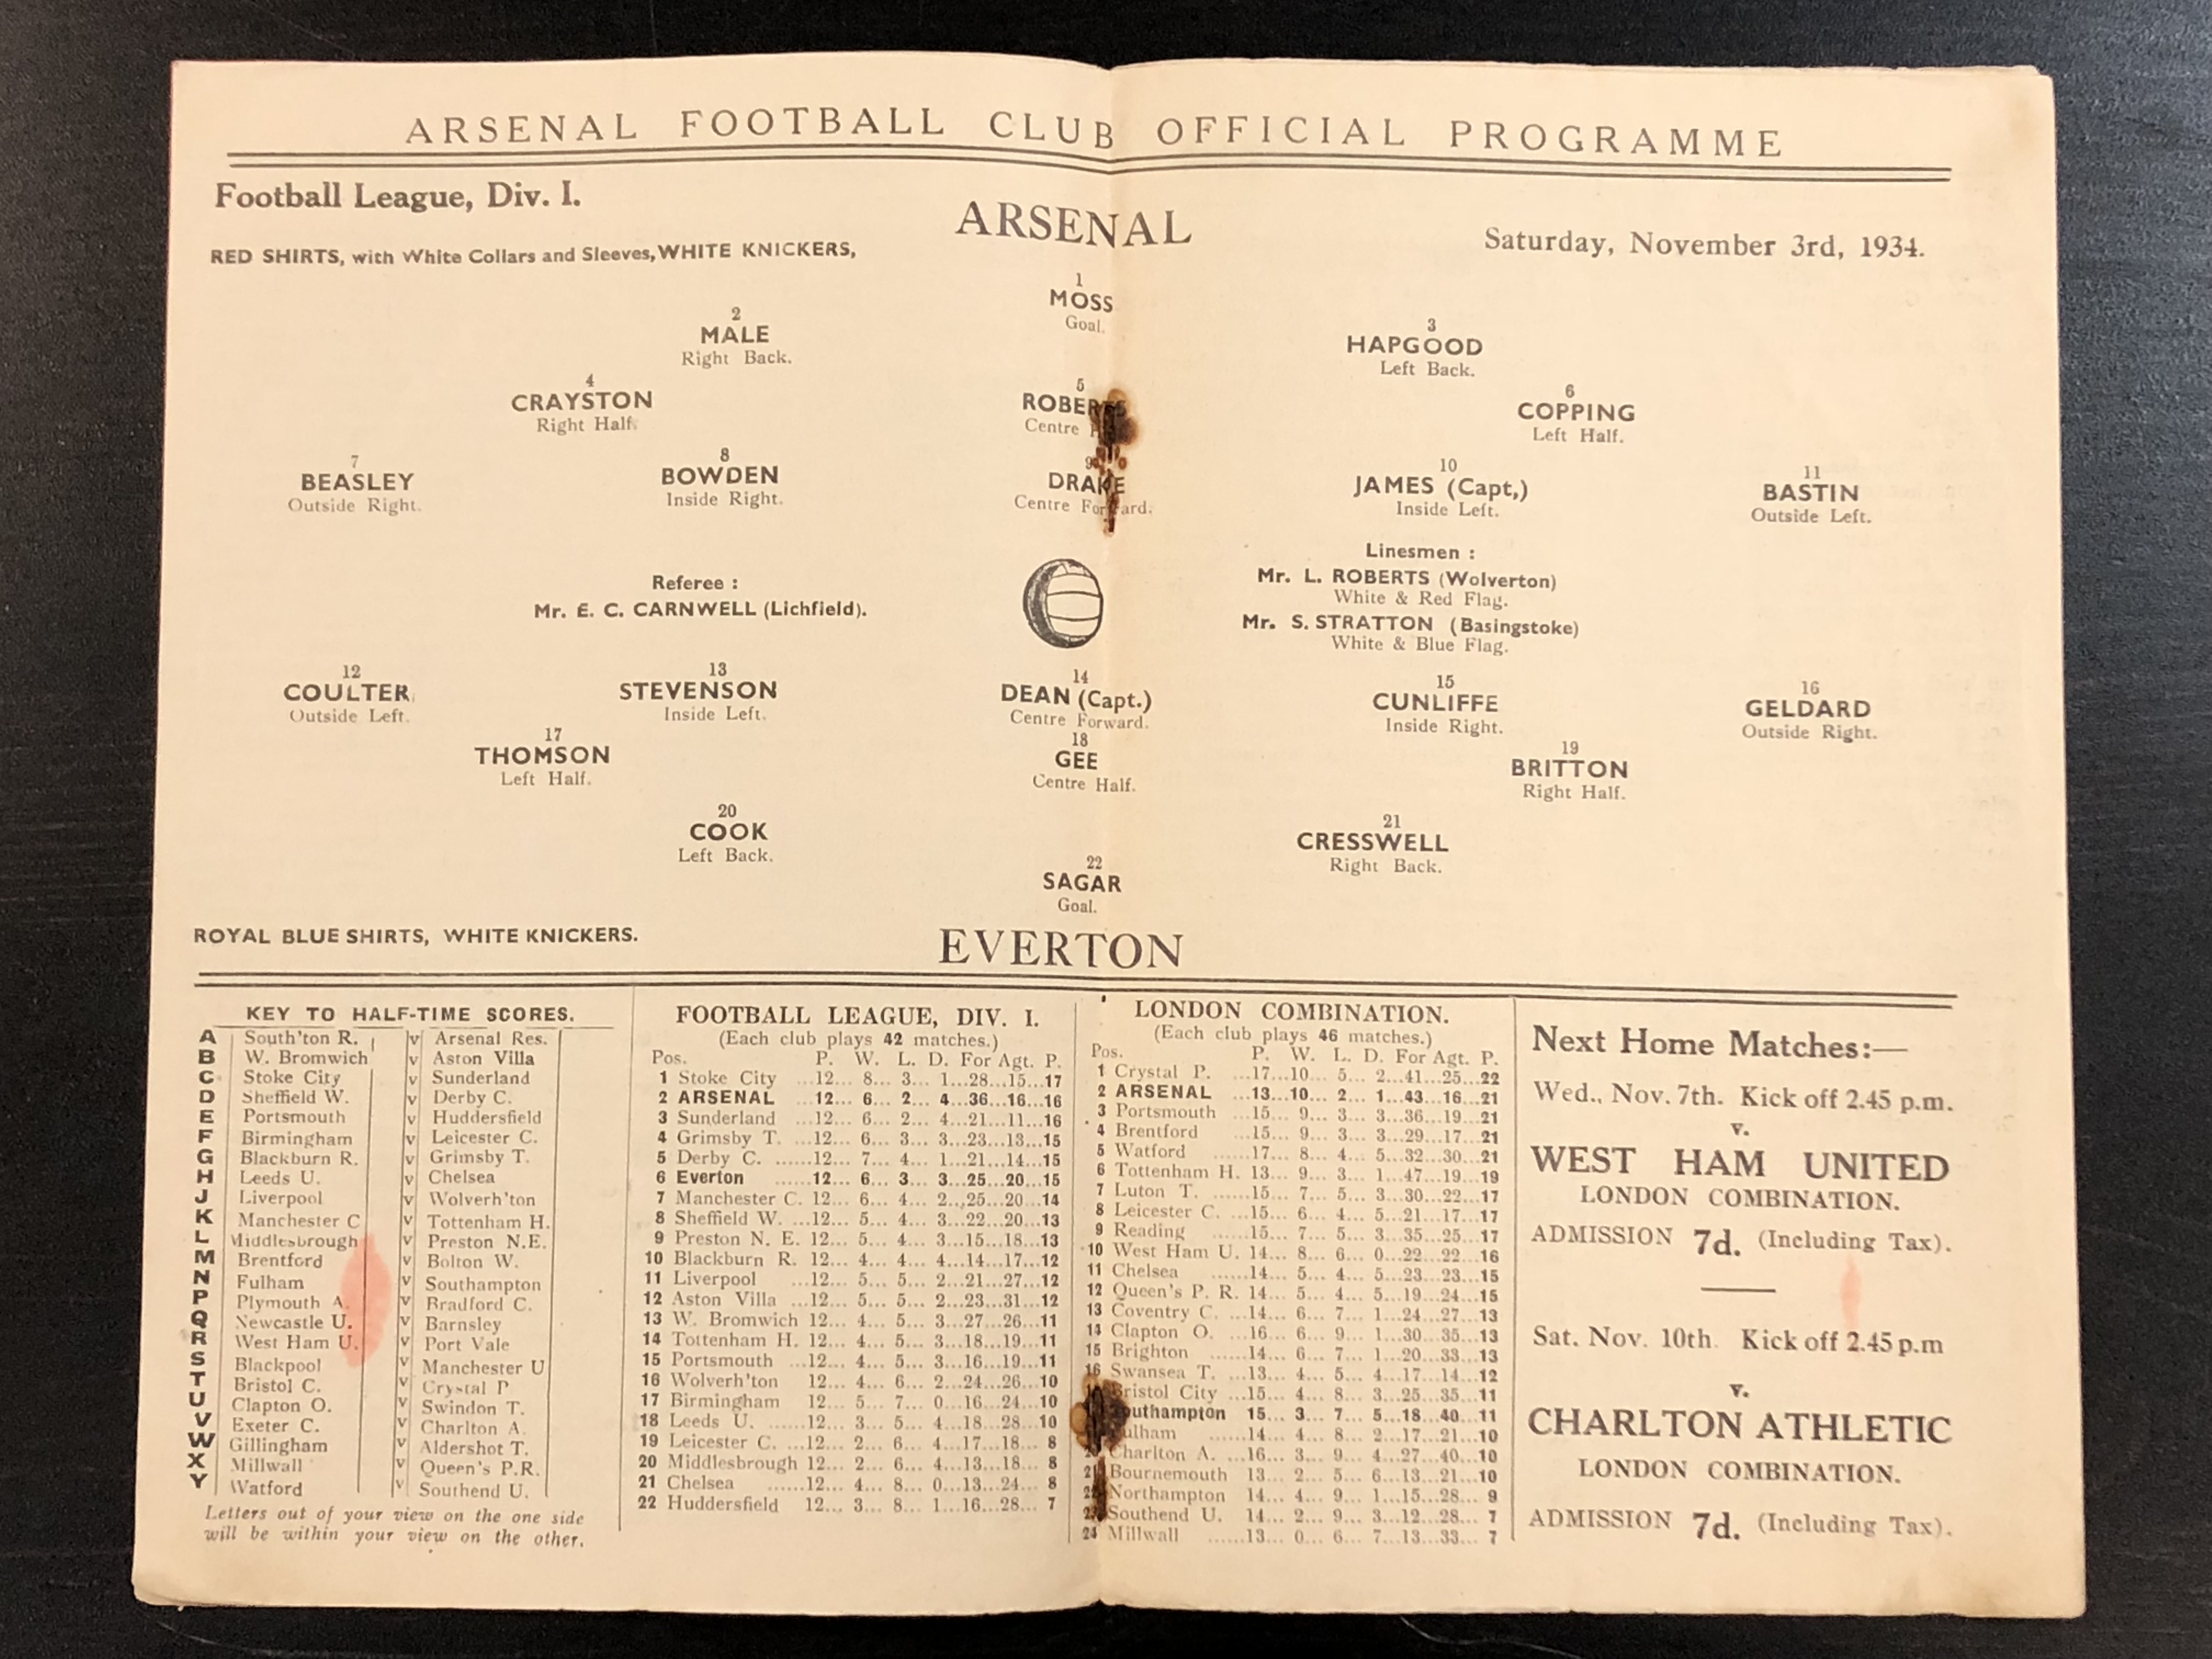 ARSENAL FOOTBALL CLUB OFFICIAL PROGRAMME
Football League, Div. I.
ARSENAL
RED SHIRTS, with White Collars and Sleeves, WHITE KNICKERS,
Saturday, November 3rd, 1934.
1
MOSS
Goal.
2
MALE
Right Back.
3
HAPGOOD
Left Back.
4
CRAYSTON
Right Half.
5
ROBERTS
Centre
6
COPPING
Left Half.
7
BEASLEY
Outside Right.
8
BOWDEN
Inside Right.
9
DRAKE
Centre Forward.
10
JAMES (Capt,)
Inside Left.
11
BASTIN
Outside Left.
Referee :
Mr. E. C. CARNWELL (Lichfield).
Linesmen :
Mr. L. ROBERTS (Wolverton)
White & Red Flag.
Mr. S. STRATTON (Basingstoke)
White & Blue Flag.
12
COULTER
Outside Left.
13
STEVENSON
Inside Left.
14
DEAN (Capt.)
Centre Forward.
15
CUNLIFFE
Inside Right.
16
GELDARD
Outside Right.
17
THOMSON
Left Half.
18
GEE
Centre Half.
19
BRITTON
Right Half.
20
COOK
Left Back.
21
CRESSWELL
Right Back.
22
SAGAR
Goal.
ROYAL BLUE SHIRTS, WHITE KNICKERS.
EVERTON
KEY TO HALF-TIME SCORES.
A South'ton R. v Arsenal Res.
B W. Bromwich v Aston Villa
C Stoke City v Sunderland
D Sheffield W. v Derby C.
E Portsmouth v Huddersfield
F Birmingham v Leicester C.
G Blackburn R. v Grimsby T.
H Leeds U. v Chelsea
J Liverpool v Wolverh'ton
K Manchester C v Tottenham H.
L Middlesbrough v Preston N.E.
M Brentford v Bolton W.
N Fulham v Southampton
P Plymouth A. v Bradford C.
Q Newcastle U. v Barnsley
R West Ham U. v Port Vale
S Blackpool v Manchester U
T Bristol C. v Crystal P
U Clapton O. v Swindon T.
V Exeter C. v Charlton A.
W Gillingham v Aldershot T.
X Millwall v Queen's P.R.
Y Watford v Southend U.
Letters out of your view on the one side
will be within your view on the other.
FOOTBALL LEAGUE, DIV. I.
(Each club plays 42 matches.)
Pos. P. W. L. D. For Agt. P.
1 Stoke City ...12... 8... 3... 1...28...15...17
2 ARSENAL 12... 6... 2... 4...36...16...16
3 Sunderland ...12... 6... 2... 4...21...11...16
4 Grimsby T. ...12... 6... 3... 3...23...13...15
5 Derby C. ......12... 7... 4... 1...21...14...15
6 Everton ......12... 6... 3... 3...25...20...15
7 Manchester C. 12... 6... 4... 2...25...20...14
8 Sheffield W. ...12... 5... 4... 3...22...20...13
9 Preston N. E. 12... 5... 4... 3...15...18...13
10 Blackburn R. 12... 4... 4... 4...14...17...12
11 Liverpool ...12... 5... 5... 2...21...27...12
12 Aston Villa ...12... 5... 5... 2...23...31...12
13 W. Bromwich 12... 4... 5... 3...27...26...11
14 Tottenham H. 12... 4... 5... 3...18...19...11
15 Portsmouth ...12... 4... 5... 3...16...19...11
16 Wolverh'ton 12... 4... 6... 2...24...26...10
17 Birmingham 12... 5... 7... 0...16...24...10
18 Leeds U. ......12... 3... 5... 4...18...28...10
19 Leicester C. ...12... 2... 6... 4...17...18... 8
20 Middlesbrough 12... 2... 6... 4...13...18... 8
21 Chelsea ......12... 4... 8... 0...13...24... 8
22 Huddersfield 12... 3... 8... 1...16...28... 7
LONDON COMBINATION.
(Each club plays 46 matches.)
Pos. P. W. L. D. For Agt. P.
1 Crystal P. ...17...10... 5... 2...41...25...22
2 ARSENAL ...13...10... 2... 1...43...16...21
3 Portsmouth ...15... 9... 3... 3...36...19...21
4 Brentford ...15... 9... 3... 3...29...17...21
5 Watford ......17... 8... 4... 5...32...30...21
6 Tottenham H. 13... 9... 3... 1...47...19...19
7 Luton T. ......15... 7... 5... 3...30...22...17
8 Leicester C. ...15... 6... 4... 5...21...17...17
9 Reading ......15... 7... 5... 3...35...25...17
10 West Ham U. 14... 8... 6... 0...22...22...16
11 Chelsea ......14... 5... 4... 5...23...23...15
12 Queen's P. R. 14... 5... 4... 5...19...24...15
13 Coventry C. ...14... 6... 7... 1...24...27...13
14 Clapton O. ...16... 6... 9... 1...30...35...13
15 Brighton ......14... 6... 7... 1...20...33...13
16 Swansea T. ...13... 4... 5... 4...17...14...12
Bristol City ...15... 4... 8... 3...25...35...11
Southampton 15... 3... 7... 5...18...40...11
Fulham ......14... 4... 8... 2...17...21...10
Charlton A. ...16... 3... 9... 4...27...40...10
21 Bournemouth 13... 2... 5... 6...13...21...10
22 Northampton 14... 4... 9... 1...15...28... 9
23 Southend U. 14... 2... 9... 3...12...28... 7
24 Millwall ......13... 0... 6... 7...13...33... 7
Next Home Matches:—
Wed., Nov. 7th. Kick off 2.45 p.m.
v.
WEST HAM UNITED
LONDON COMBINATION.
ADMISSION 7d. (Including Tax).
Sat. Nov. 10th. Kick off 2.45 p.m
v.
CHARLTON ATHLETIC
LONDON COMBINATION.
ADMISSION 7d. (Including Tax).